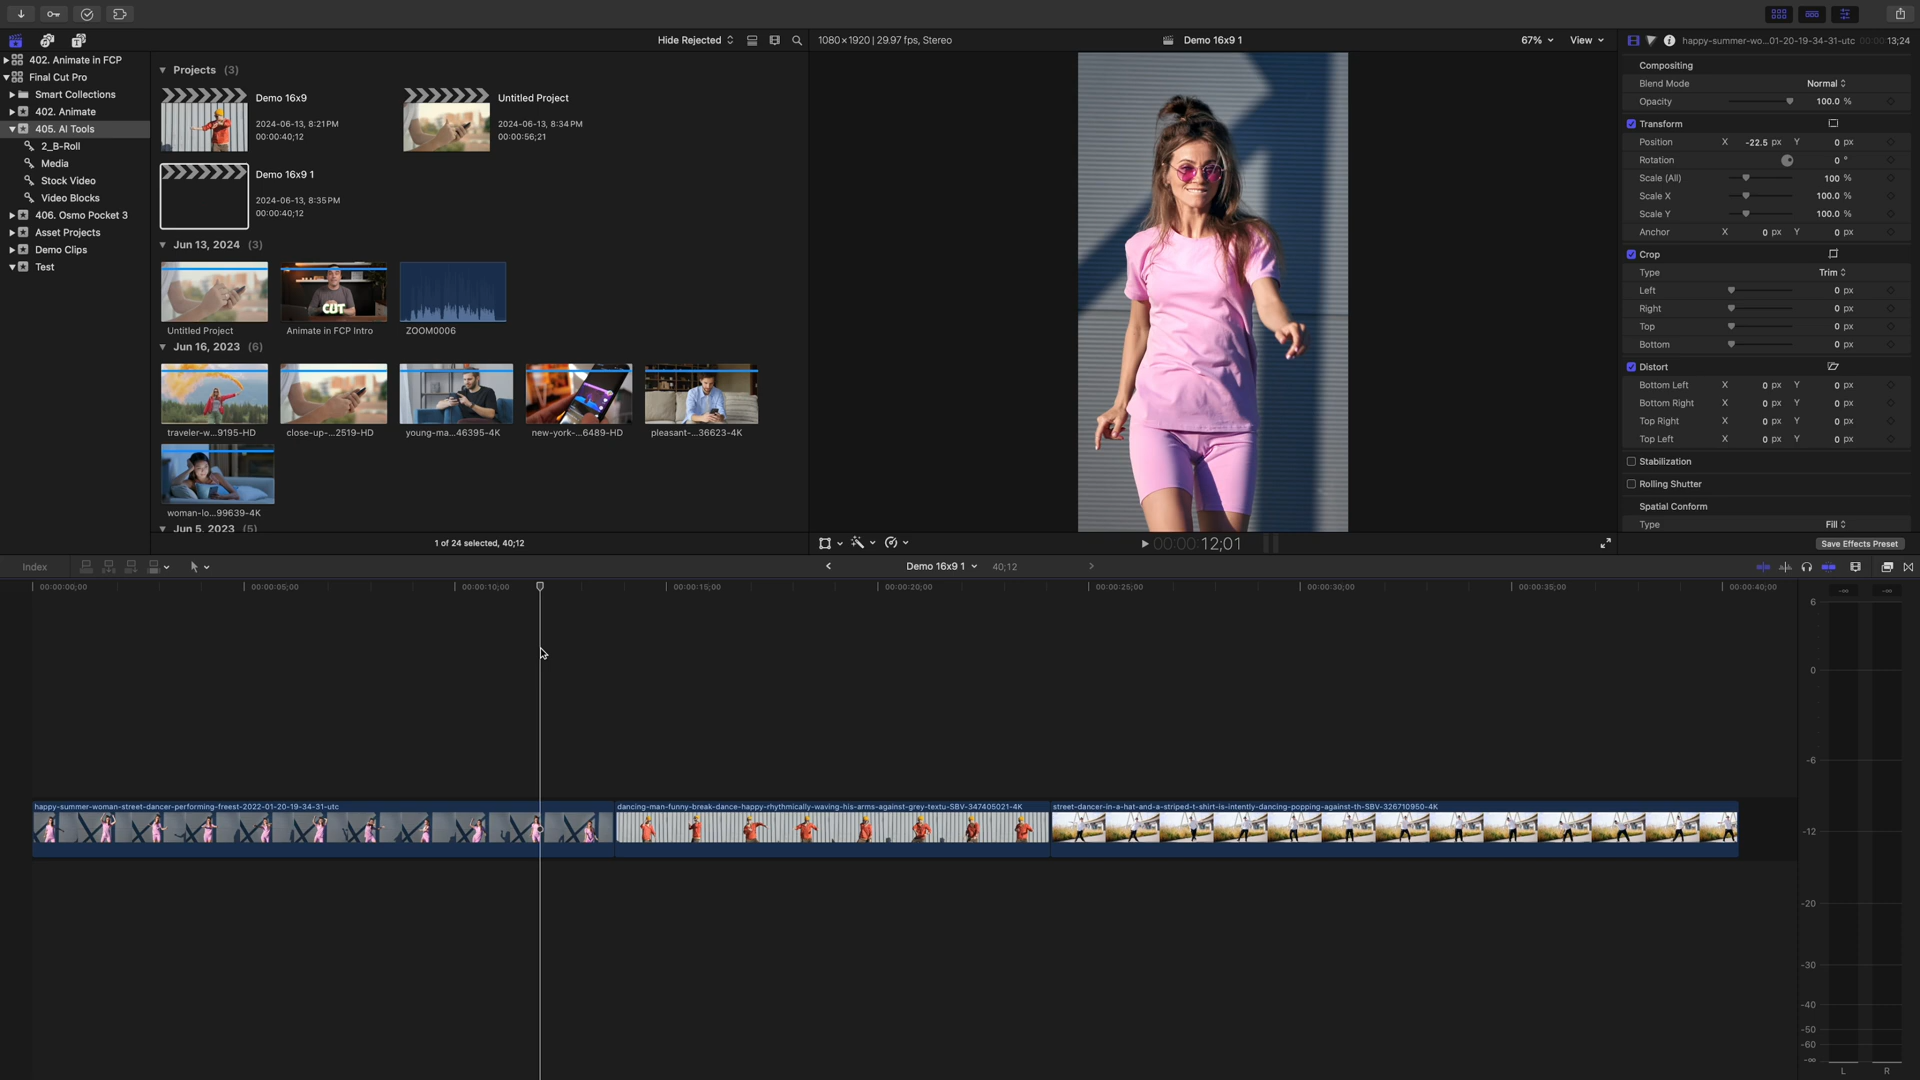 Hide Rejected
1080×1920 | 29.97 fps, Stereo
Demo 16x9 1
67%
View
happy-summer-wo...01-20-19-34-31-utc
00:00:13;24
402. Animate in FCP
Final Cut Pro
Smart Collections
402. Animate
405. AI Tools
2_B-Roll
Media
Stock Video
Video Blocks
406. Osmo Pocket 3
Asset Projects
Demo Clips
Test
Projects (3)
Demo 16x9
2024-06-13, 8:21PM
00:00:40;12
Untitled Project
2024-06-13, 8:34PM
00:00:56;21
Demo 16x9 1
2024-06-13, 8:35PM
00:00:40;12
Jun 13, 2024 (3)
CUT
Untitled Project
Animate in FCP Intro
ZOOM0006
Jun 16, 2023 (6)
traveler-w...9195-HD
close-up-...2519-HD
young-ma...46395-4K
new-york-...6489-HD
pleasant-...36623-4K
woman-lo...99639-4K
Jun 5, 2023 (5)
1 of 24 selected, 40;12
00:00:12;01
Compositing
Blend Mode Normal
Opacity 100.0 %
Transform
Position X -22.5 px Y 0 px
Rotation 0 °
Scale (All) 100 %
Scale X 100.0 %
Scale Y 100.0 %
Anchor X 0 px Y 0 px
Crop
Type Trim
Left 0 px
Right 0 px
Top 0 px
Bottom 0 px
Distort
Bottom Left X 0 px Y 0 px
Bottom Right X 0 px Y 0 px
Top Right X 0 px Y 0 px
Top Left X 0 px Y 0 px
Stabilization
Rolling Shutter
Spatial Conform
Type Fill
Save Effects Preset
Index
Demo 16x9 1
40;12
00:00:00;00 00:00:05;00 00:00:10;00 00:00:15;00 00:00:20;00 00:00:25;00 00:00:30;00 00:00:35;00 00:00:40;00
happy-summer-woman-street-dancer-performing-freest-2022-01-20-19-34-31-utc
dancing-man-funny-break-dance-happy-rhythmically-waving-his-arms-against-grey-textu-SBV-347405021-4K
street-dancer-in-a-hat-and-a-striped-t-shirt-is-intently-dancing-popping-against-th-SBV-326710950-4K
-∞ -∞
6
0
-6
-12
-20
-30
-40
-50
-60
-∞
L R